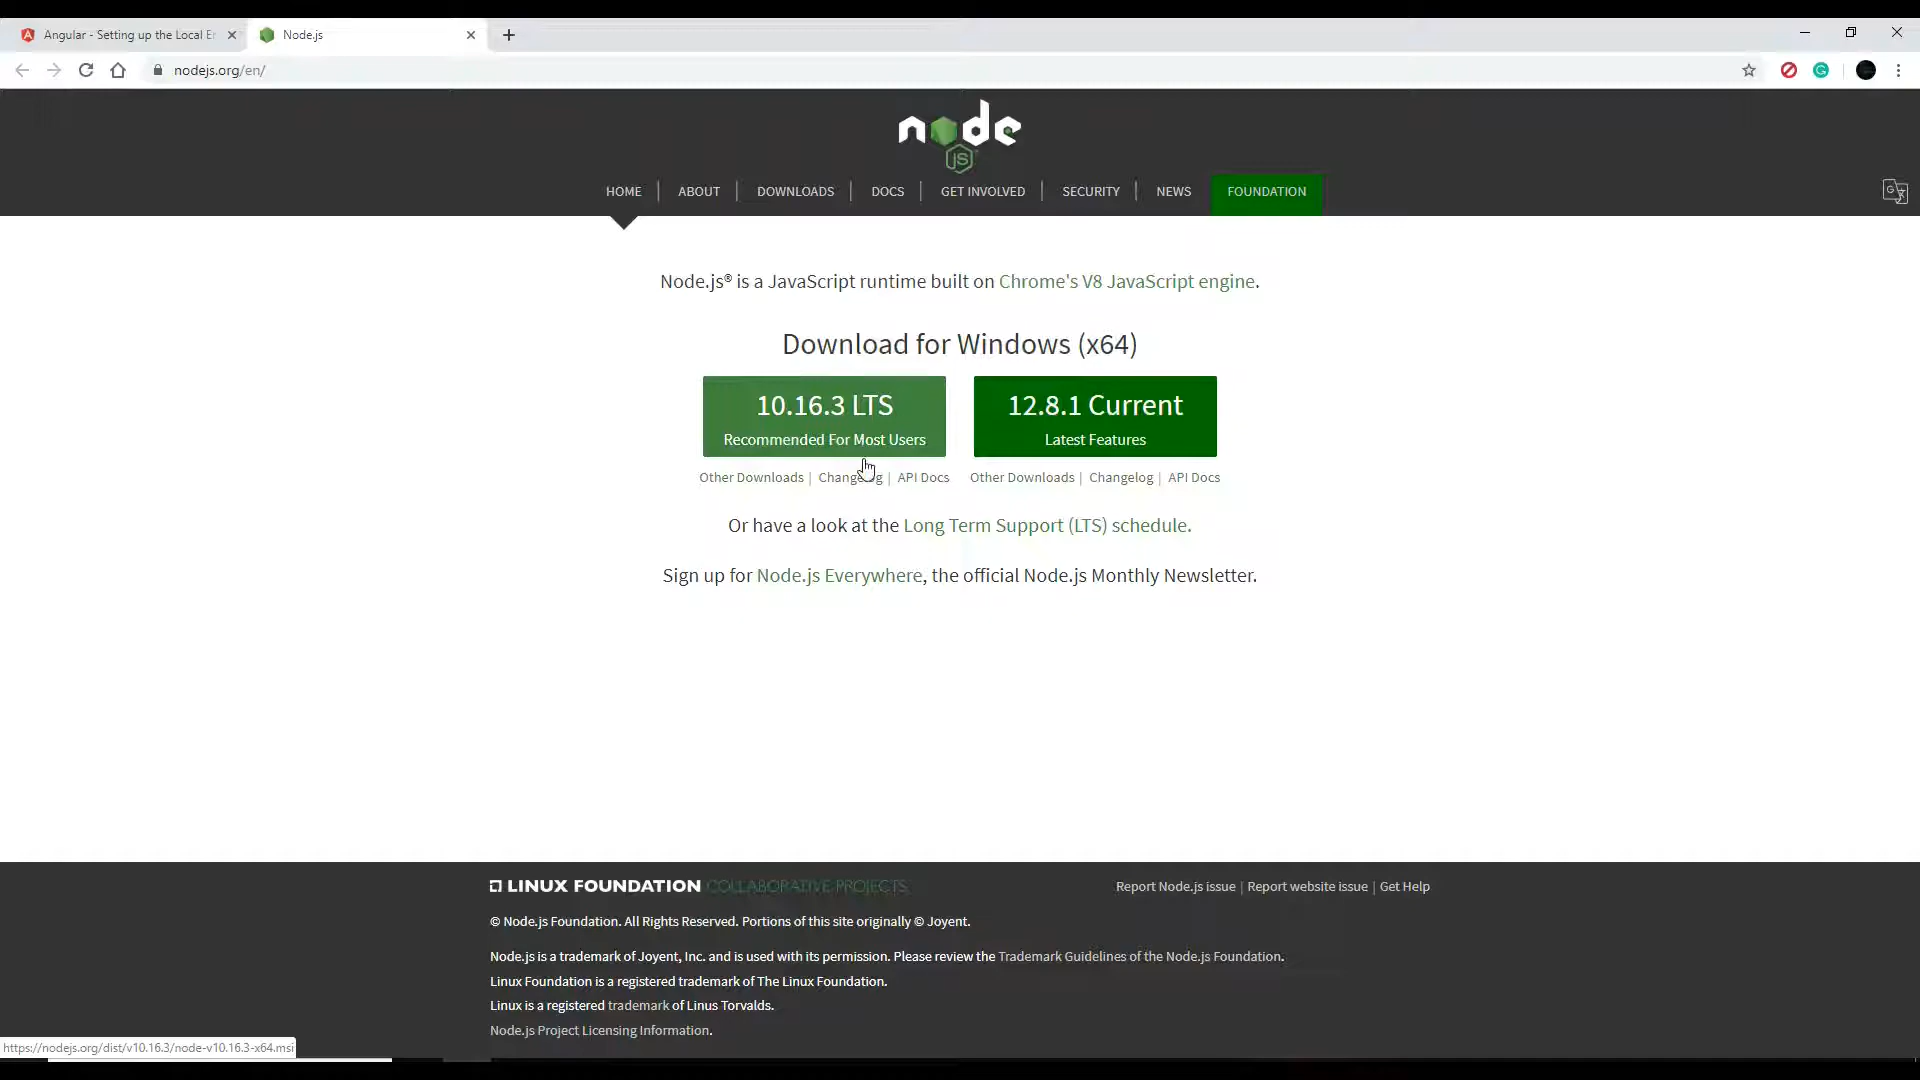 Angular - Setting up the Local Er
Node.js
nodejs.org/en/
node
JS
HOME
ABOUT
DOWNLOADS
DOCS
GET INVOLVED
SECURITY
NEWS
FOUNDATION
Node.js® is a JavaScript runtime built on Chrome's V8 JavaScript engine.
Download for Windows (x64)
10.16.3 LTS
Recommended For Most Users
12.8.1 Current
Latest Features
Other Downloads | Changelog | API Docs
Other Downloads | Changelog | API Docs
Or have a look at the Long Term Support (LTS) schedule.
Sign up for Node.js Everywhere, the official Node.js Monthly Newsletter.
LINUX FOUNDATION COLLABORATIVE PROJECTS
Report Node.js issue | Report website issue | Get Help
© Node.js Foundation. All Rights Reserved. Portions of this site originally © Joyent.
Node.js is a trademark of Joyent, Inc. and is used with its permission. Please review the Trademark Guidelines of the Node.js Foundation.
Linux Foundation is a registered trademark of The Linux Foundation.
Linux is a registered trademark of Linus Torvalds.
Node.js Project Licensing Information.
https://nodejs.org/dist/v10.16.3/node-v10.16.3-x64.msi